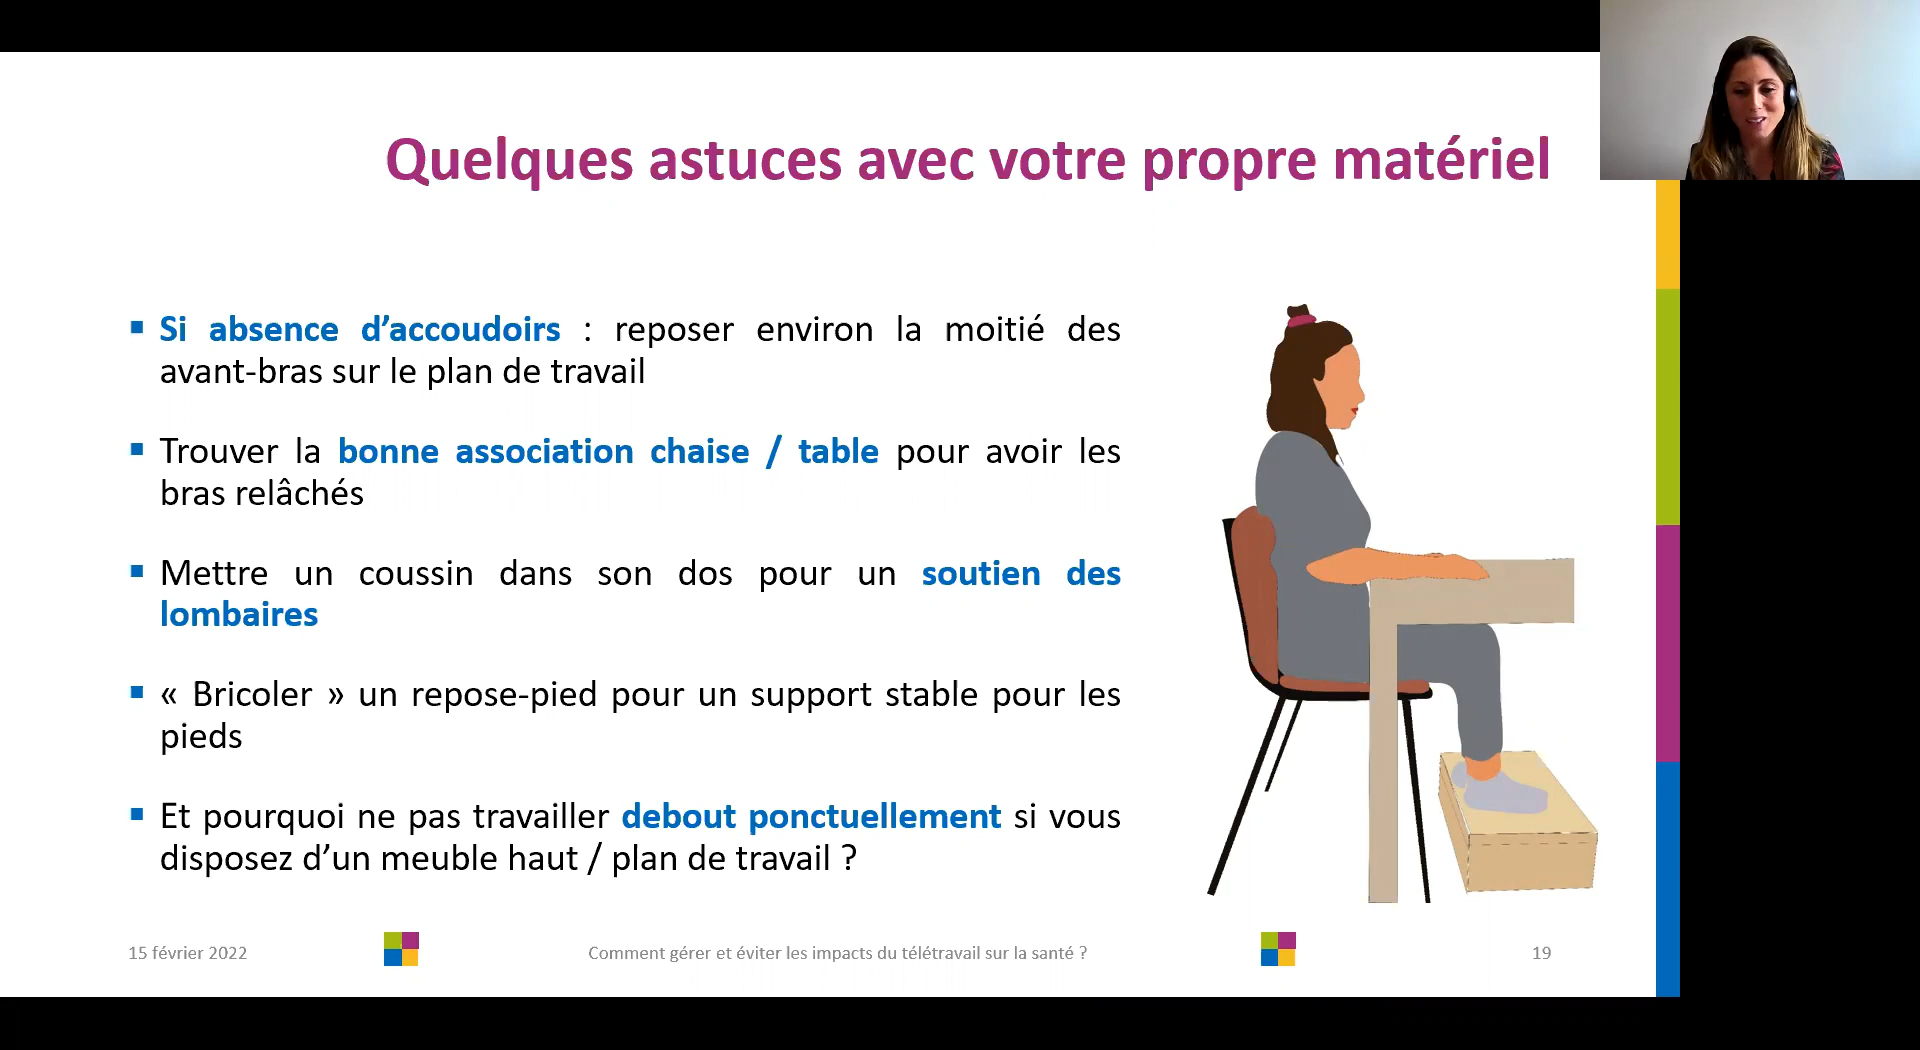 Quelques astuces avec votre propre matériel
Si absence d’accoudoirs : reposer environ la moitié des
avant-bras sur le plan de travail
Trouver la bonne association chaise / table pour avoir les
bras relâchés
Mettre un coussin dans son dos pour un soutien des
lombaires
« Bricoler » un repose-pied pour un support stable pour les
pieds
Et pourquoi ne pas travailler debout ponctuellement si vous
disposez d’un meuble haut / plan de travail ?
15 février 2022
Comment gérer et éviter les impacts du télétravail sur la santé ?
19